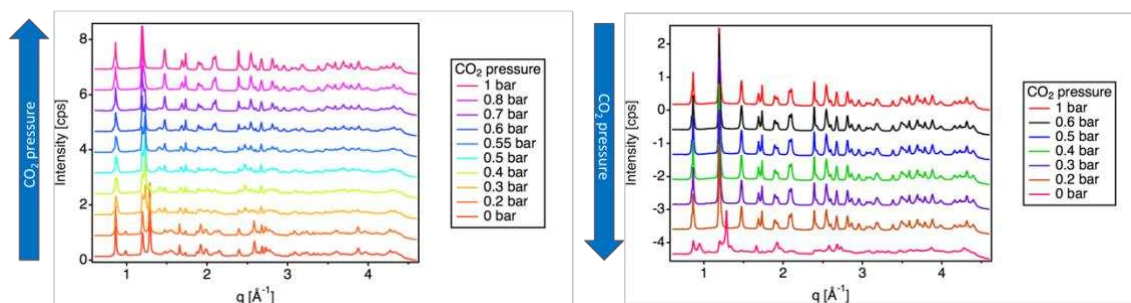 CO₂ pressure
Intensity [cps]
8
6
4
2
0
1
2
3
4
q [Å⁻¹]
CO₂ pressure
1 bar
0.8 bar
0.7 bar
0.6 bar
0.55 bar
0.5 bar
0.4 bar
0.3 bar
0.2 bar
0 bar
CO₂ pressure
Intensity [cps]
2
1
0
-1
-2
-3
-4
1
2
3
4
q [Å⁻¹]
CO₂ pressure
1 bar
0.6 bar
0.5 bar
0.4 bar
0.3 bar
0.2 bar
0 bar